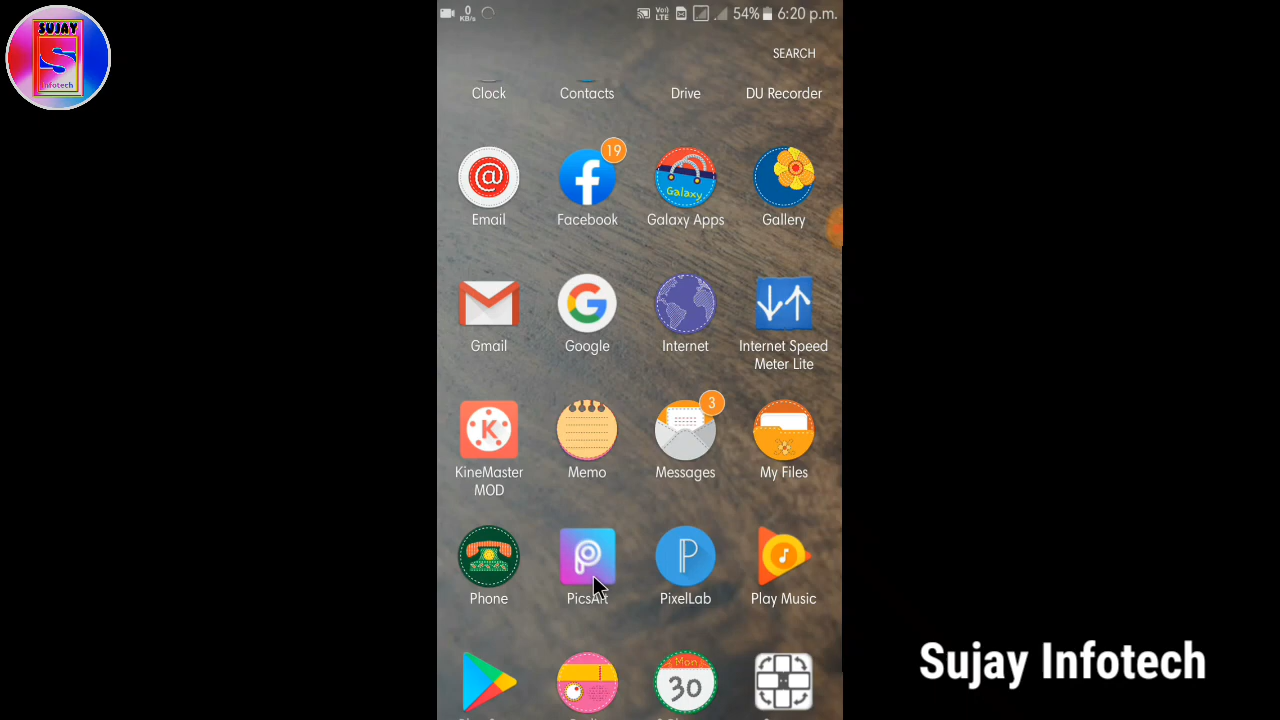 SUJAY
S
Infotech
0
KB/s
Vo))
LTE
54%
6:20 p.m.
SEARCH
Clock
Contacts
Drive
DU Recorder
@
19
Galaxy
Email
Facebook
Galaxy Apps
Gallery
Gmail
Google
Internet
Internet Speed
Meter Lite
K
3
KineMaster
MOD
Memo
Messages
My Files
Phone
PicsArt
PixelLab
Play Music
Mon
30
Sujay Infotech